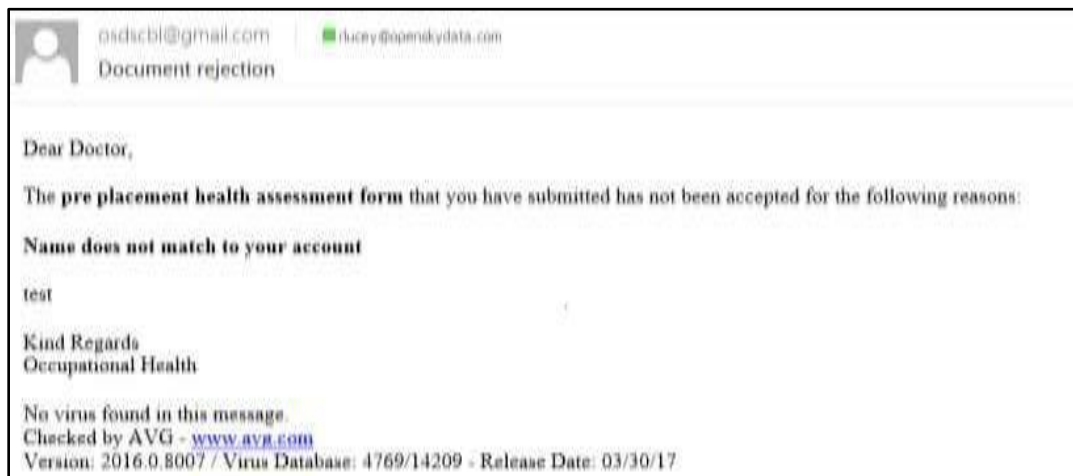 osdscbl@gmail.com rlucey@openskydata.com
Document rejection
Dear Doctor,
The pre placement health assessment form that you have submitted has not been accepted for the following reasons:
Name does not match to your account
test
Kind Regards
Occupational Health
No virus found in this message.
Checked by AVG - www.avg.com
Version: 2016.0.8007 / Virus Database: 4769/14209 - Release Date: 03/30/17